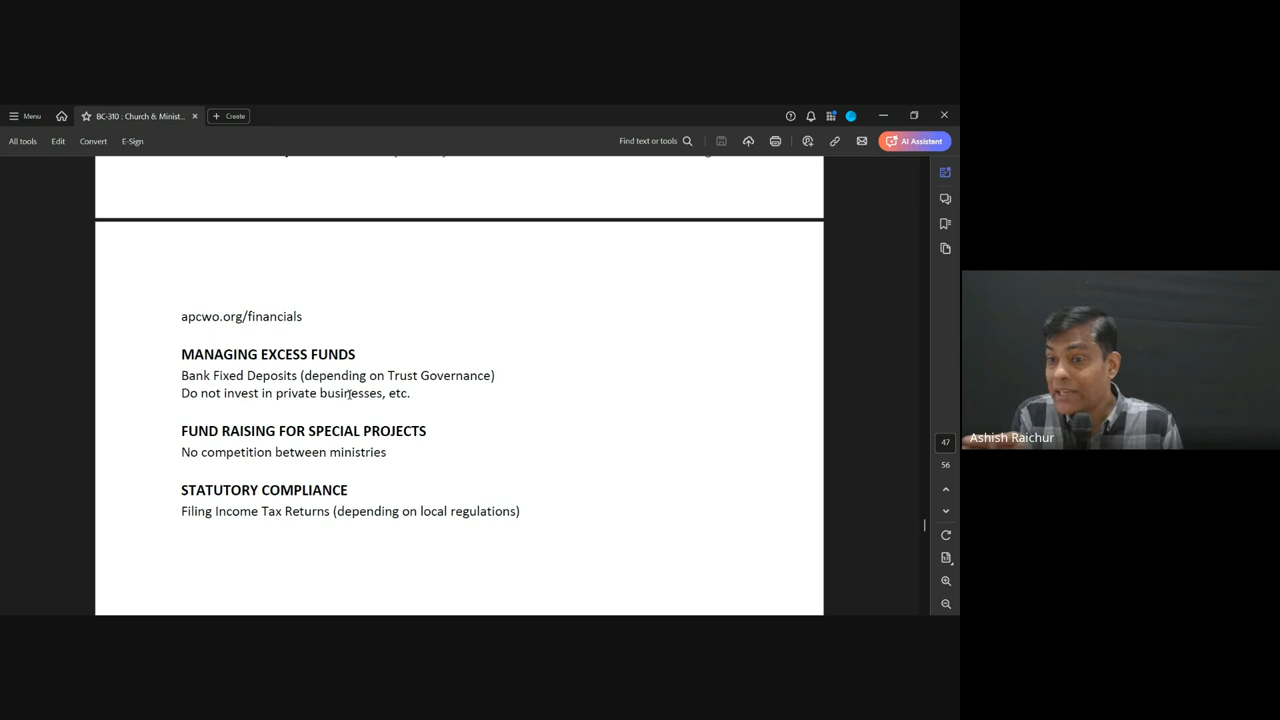 Menu
BC-310 : Church & Minist...
Create
All tools
Edit
Convert
E-Sign
Find text or tools
AI Assistant
apcwo.org/financials
MANAGING EXCESS FUNDS
Bank Fixed Deposits (depending on Trust Governance)
Do not invest in private businesses, etc.
FUND RAISING FOR SPECIAL PROJECTS
No competition between ministries
STATUTORY COMPLIANCE
Filing Income Tax Returns (depending on local regulations)
47
56
Ashish Raichur